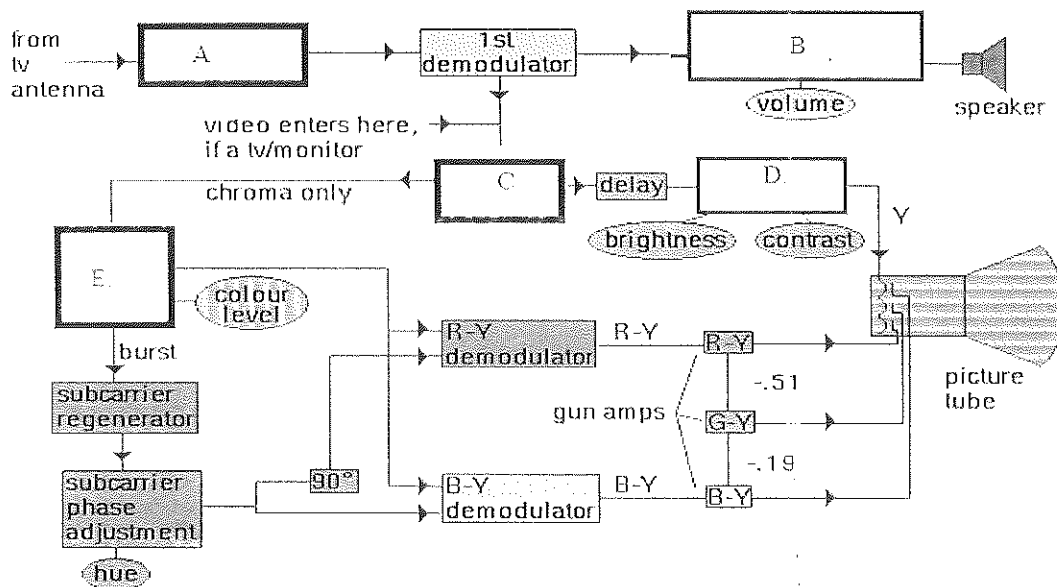 from
tv
antenna
A
1st
demodulator
B.
volume
speaker
video enters here,
if a tv/monitor
chroma only
C
delay
D.
brightness
contrast
Y
E.
colour
level
burst
R-Y
demodulator
R-Y
R-Y
-.51
gun amps
G-Y
-.19
picture
tube
subcarrier
regenerator
90°
subcarrier
phase
adjustment
hue
B-Y
demodulator
B-Y
B-Y